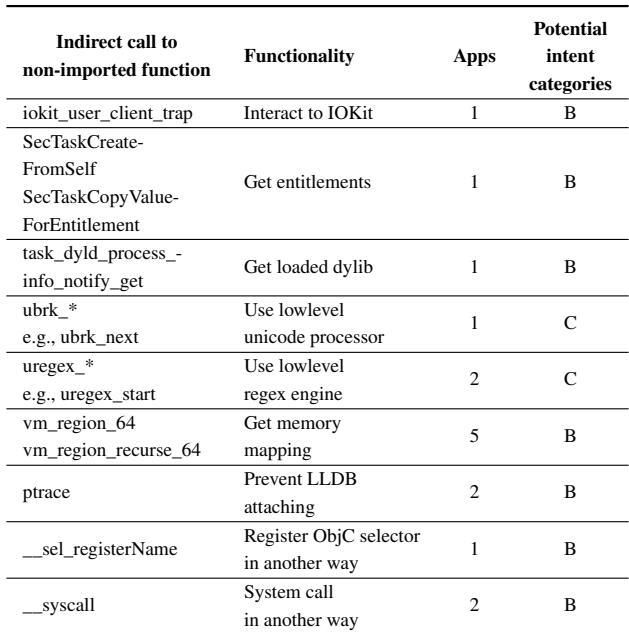 Indirect call to
non-imported function
Functionality
Apps
Potential
intent
categories
iokit_user_client_trap Interact to IOKit 1 B
SecTaskCreate-
FromSelf
SecTaskCopyValue-
ForEntitlement
Get entitlements 1 B
task_dyld_process_-
info_notify_get
Get loaded dylib 1 B
ubrk_*
e.g., ubrk_next
Use lowlevel
unicode processor
1 C
uregex_*
e.g., uregex_start
Use lowlevel
regex engine
2 C
vm_region_64
vm_region_recurse_64
Get memory
mapping
5 B
ptrace
Prevent LLDB
attaching
2 B
__sel_registerName
Register ObjC selector
in another way
1 B
__syscall
System call
in another way
2 B